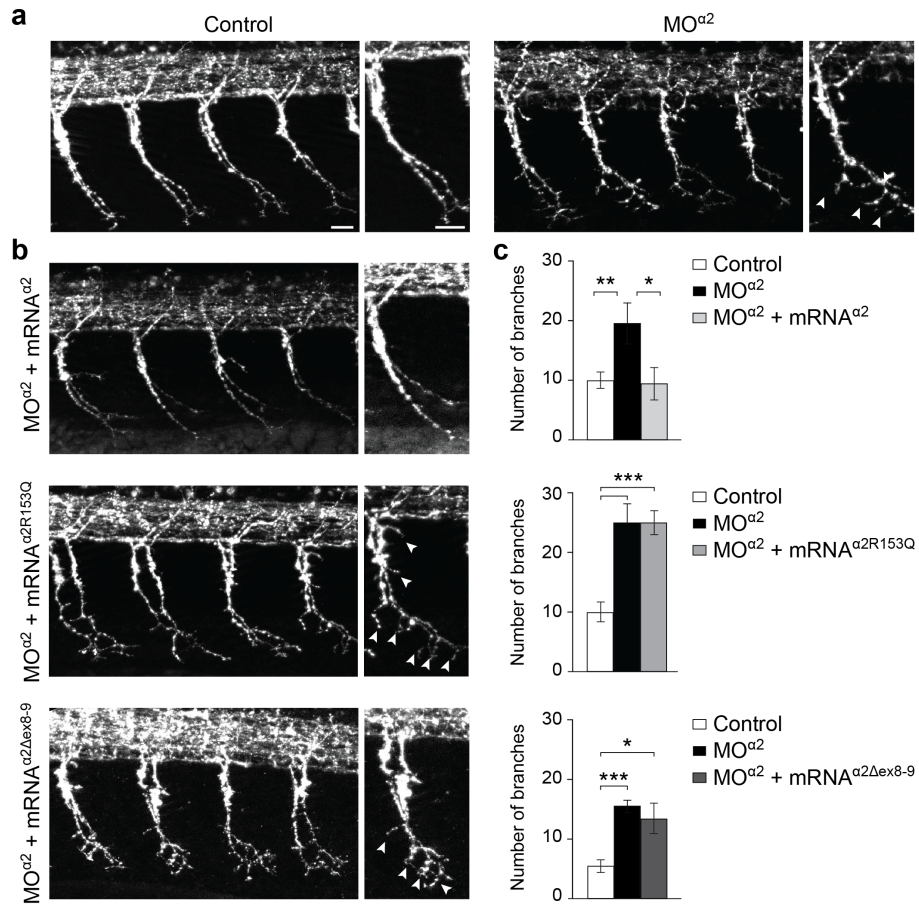 a
Control
MOα2
b
MOα2 + mRNAα2
MOα2 + mRNAα2R153Q
MOα2 + mRNAα2Δex8-9
c
30
20
10
0
Number of branches
**
*
Control
MOα2
MOα2 + mRNAα2
30
20
10
0
Number of branches
***
Control
MOα2
MOα2 + mRNAα2R153Q
30
20
10
0
Number of branches
*
***
Control
MOα2
MOα2 + mRNAα2Δex8-9